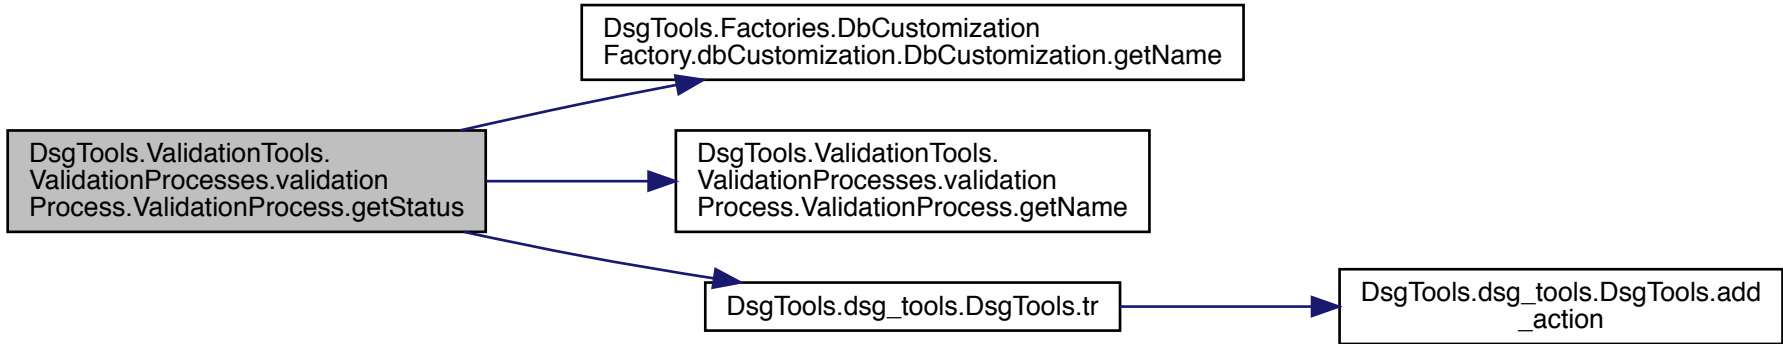 DsgTools.Factories.DbCustomization
Factory.dbCustomization.DbCustomization.getName
DsgTools.ValidationTools.
ValidationProcesses.validation
Process.ValidationProcess.getStatus
DsgTools.ValidationTools.
ValidationProcesses.validation
Process.ValidationProcess.getName
DsgTools.dsg_tools.DsgTools.tr
DsgTools.dsg_tools.DsgTools.add
_action